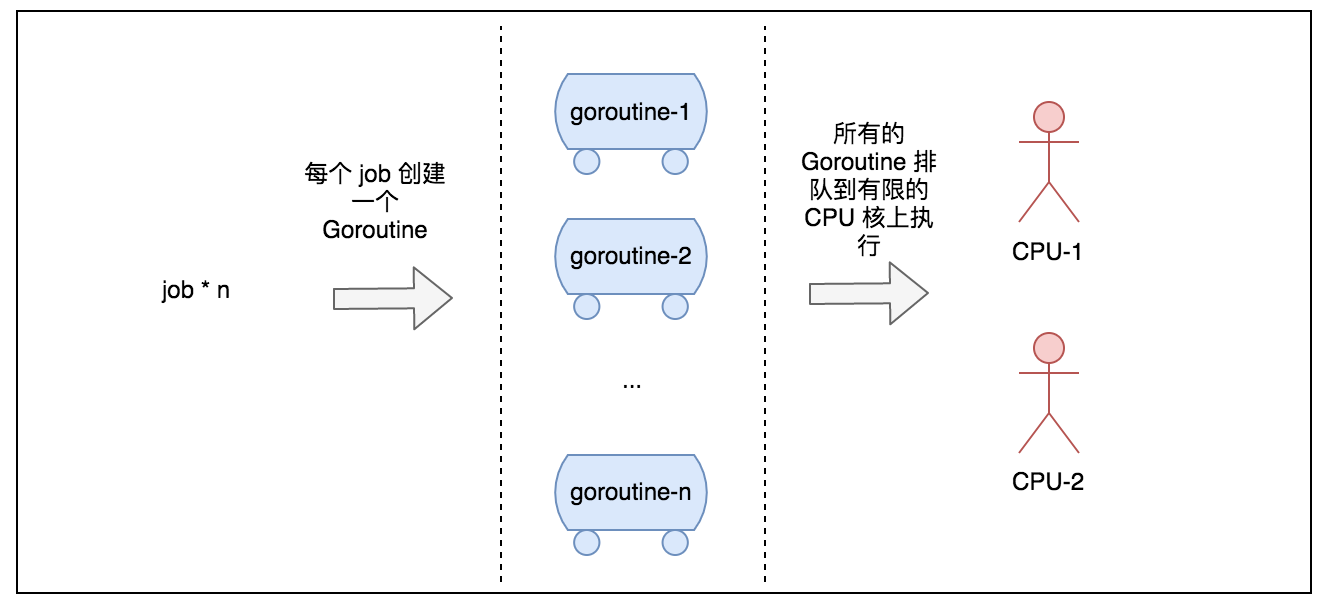 job * n
每个 job 创建
一个
Goroutine
goroutine-1
goroutine-2
...
goroutine-n
所有的
Goroutine 排
队到有限的
CPU 核上执
行
CPU-1
CPU-2